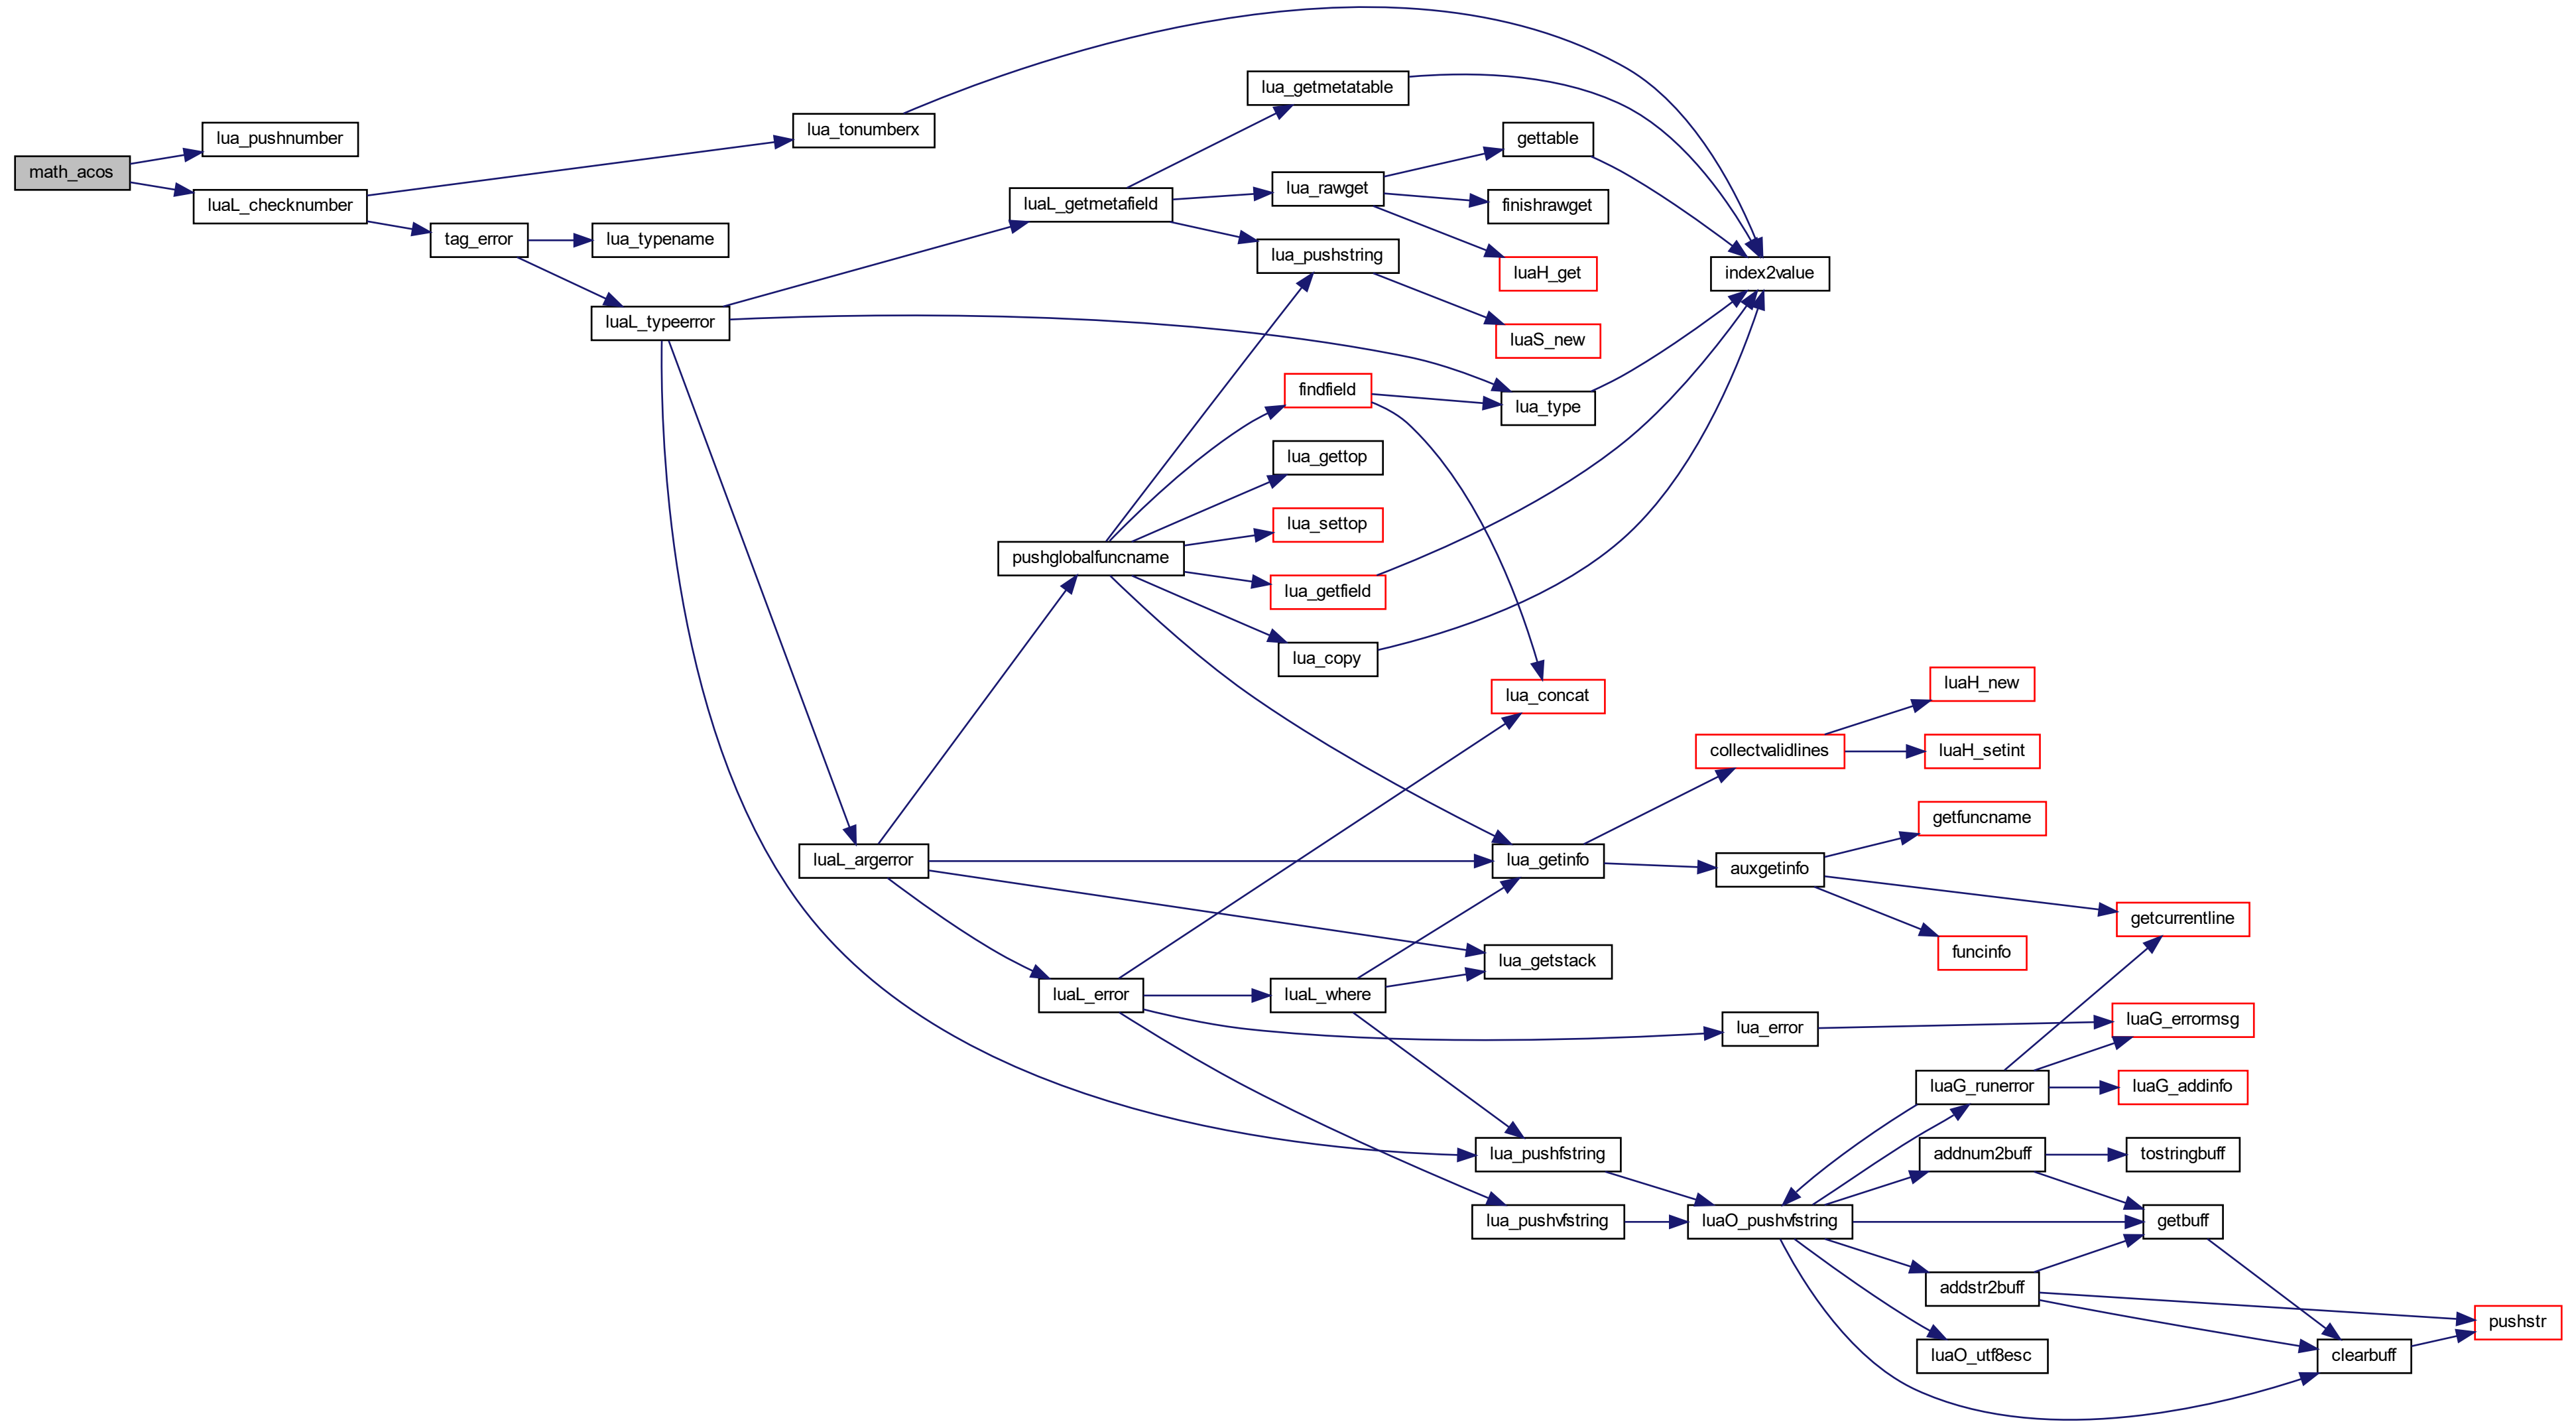 math_acos
lua_pushnumber
luaL_checknumber
lua_tonumberx
tag_error
lua_typename
luaL_typeerror
luaL_getmetafield
lua_getmetatable
lua_rawget
lua_pushstring
gettable
finishrawget
luaH_get
luaS_new
index2value
findfield
lua_type
lua_gettop
lua_settop
pushglobalfuncname
lua_getfield
lua_copy
lua_concat
luaL_argerror
lua_getinfo
collectvalidlines
luaH_new
luaH_setint
auxgetinfo
getfuncname
getcurrentline
funcinfo
lua_getstack
luaL_error
luaL_where
lua_error
luaG_errormsg
luaG_runerror
luaG_addinfo
lua_pushfstring
lua_pushvfstring
luaO_pushvfstring
addnum2buff
tostringbuff
getbuff
addstr2buff
luaO_utf8esc
clearbuff
pushstr